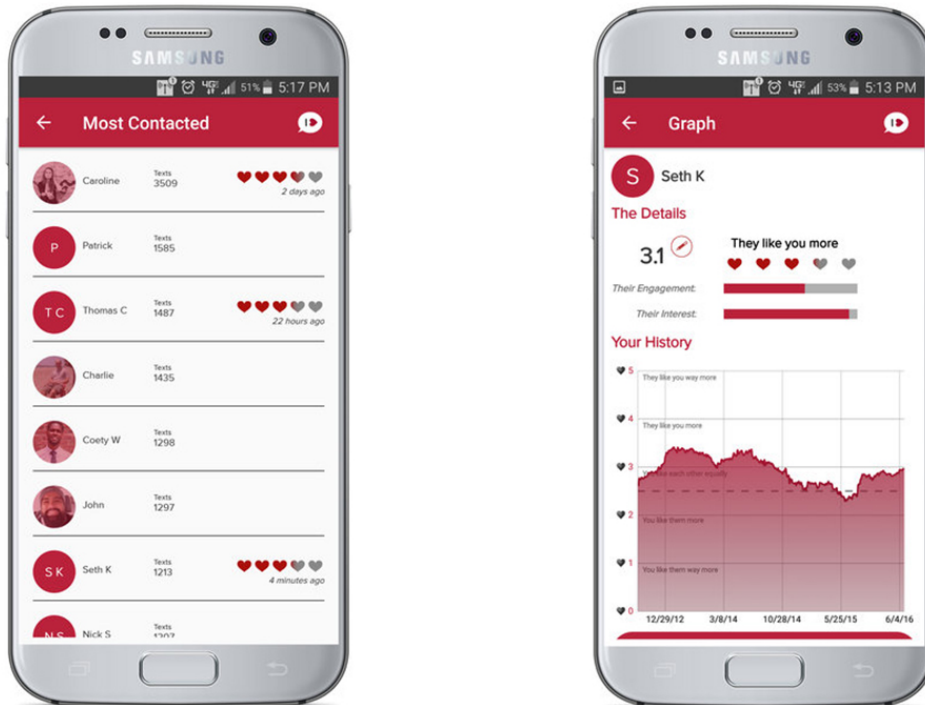 SAMSUNG
4G 51% 5:17 PM
Most Contacted
Caroline
Texts
3509
2 days ago
P
Patrick
Texts
1585
T C
Thomas C
Texts
1487
22 hours ago
Charlie
Texts
1435
Coety W
Texts
1298
John
Texts
1297
S K
Seth K
Texts
1213
4 minutes ago
N S
Nick S
Texts
SAMSUNG
53% 5:13 PM
Graph
S
Seth K
The Details
3.1
They like you more
Their Engagement:
Their Interest:
Your History
5
They like you way more
4
They like you more
3
You like each other equally
2
You like them more
1
You like them way more
0
12/29/12 3/8/14 10/28/14 5/25/15 6/4/16